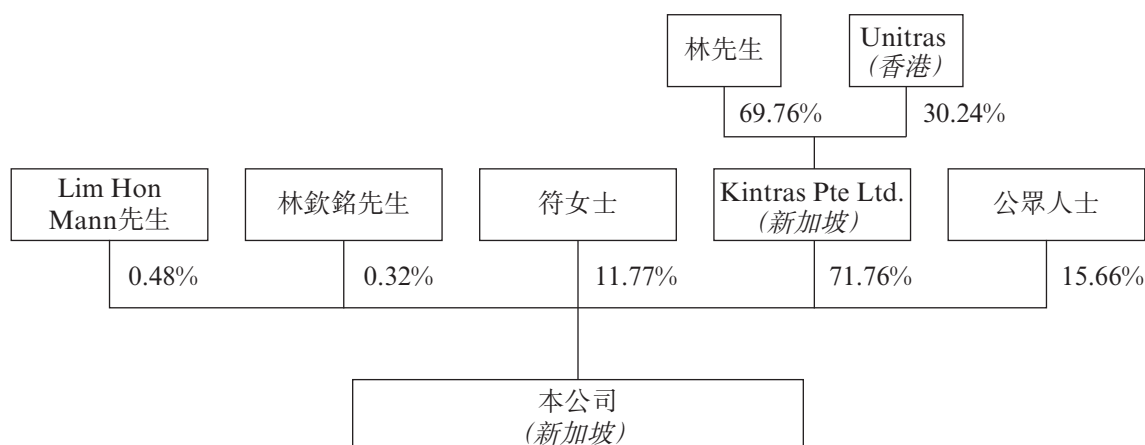 林先生
Unitras
（香港）
69.76%
30.24%
Lim Hon
Mann先生
林欽銘先生
符女士
Kintras Pte Ltd.
（新加坡）
公眾人士
0.48%
0.32%
11.77%
71.76%
15.66%
本公司
（新加坡）